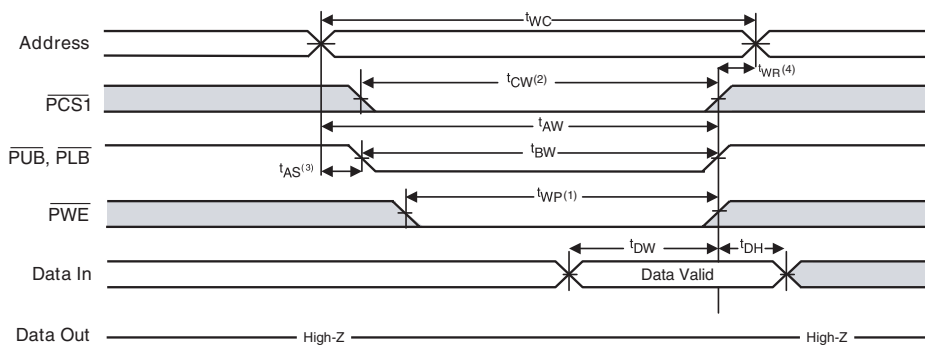 tWC
Address
tWR(4)
tCW(2)
PCS1
tAW
PUB, PLB
tBW
tAS(3)
PWE
tWP(1)
tDW
tDH
Data In
Data Valid
Data Out
High-Z
High-Z